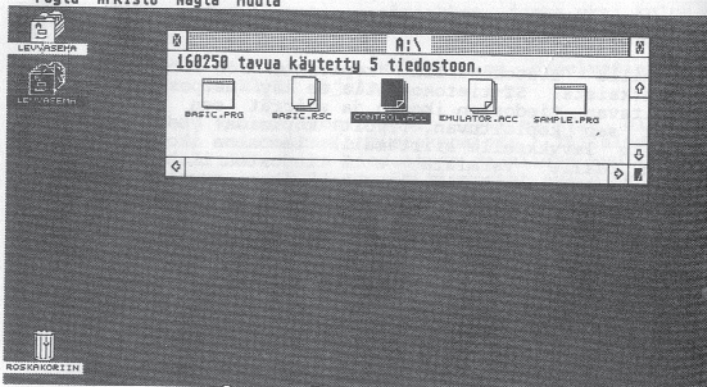 Pöytä Arkisto Näytä Muuta
LEVYASEMA
LEVYASEMA
A:\
160250 tavua käytetty 5 tiedostoon.
BASIC.PRG
BASIC.RSC
CONTROL.ACC
EMULATOR.ACC
SAMPLE.PRG
ROSKAKORIIN